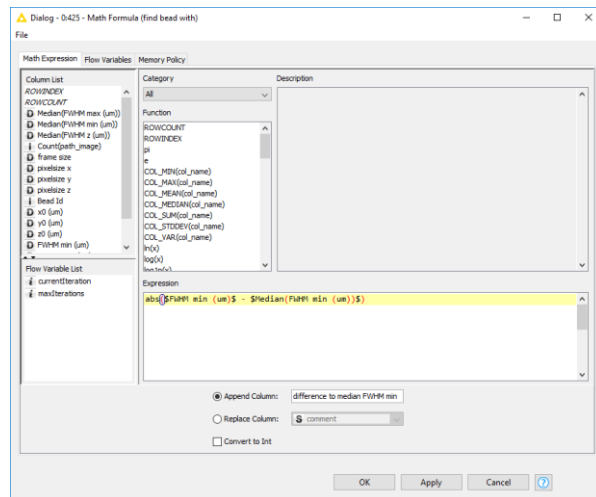 Dialog - 0:425 - Math Formula (find bead with)
File
Math Expression Flow Variables Memory Policy
Column List
ROWINDEX
ROWCOUNT
D Median(FWHM max (um))
D Median(FWHM min (um))
D Median(FWHM z (um))
I Count(path_image)
D frame size
D pixelsize x
D pixelsize y
D pixelsize z
I Bead Id
D x0 (um)
D y0 (um)
D z0 (um)
D FWHM min (um)
Flow Variable List
i currentIteration
i maxIterations
Category
All
Function
ROWCOUNT
ROWINDEX
pi
e
COL_MIN(col_name)
COL_MAX(col_name)
COL_MEAN(col_name)
COL_MEDIAN(col_name)
COL_SUM(col_name)
COL_STDDEV(col_name)
COL_VAR(col_name)
ln(x)
log(x)
log1p(x)
Description
Expression
abs($FWHM min (um)$ - $Median(FWHM min (um))$)
Append Column: difference to median FWHM min
Replace Column: S comment
Convert to Int
OK Apply Cancel ?